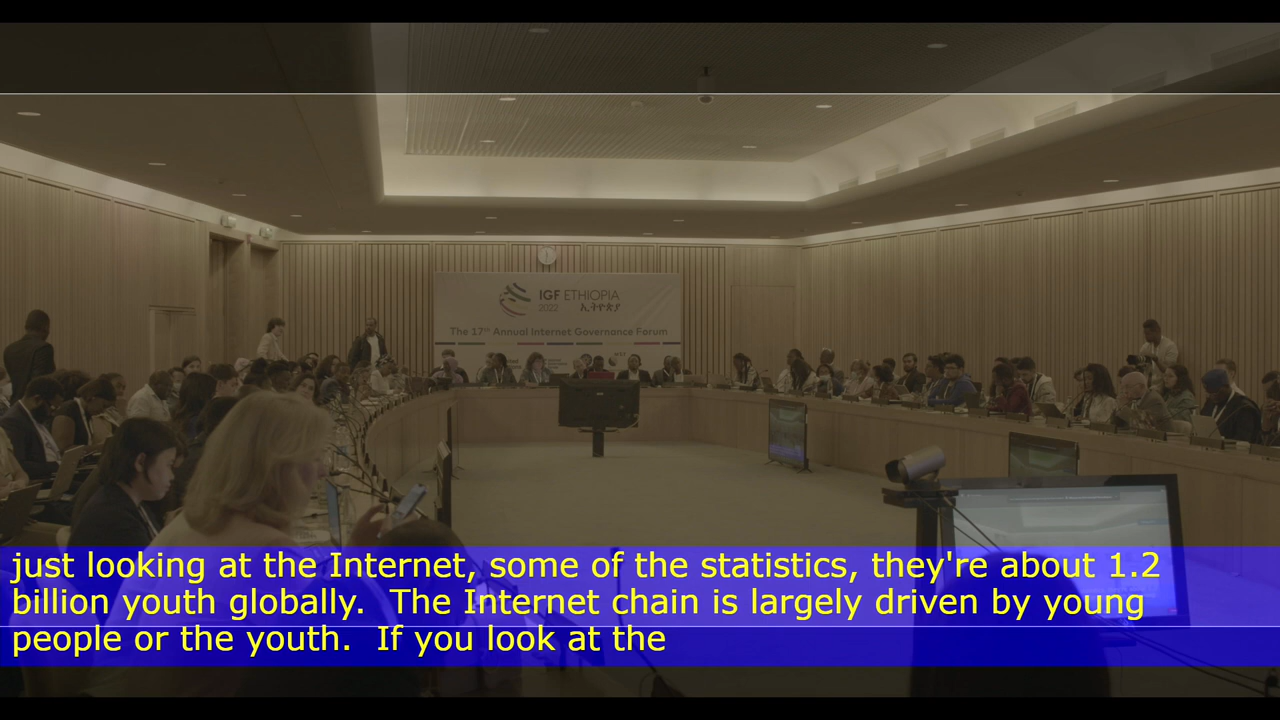 IGF ETHIOPIA
2022 ኢትዮጵያ
The 17th Annual Internet Governance Forum
just looking at the Internet, some of the statistics, they're about 1.2
billion youth globally.  The Internet chain is largely driven by young
people or the youth.  If you look at the